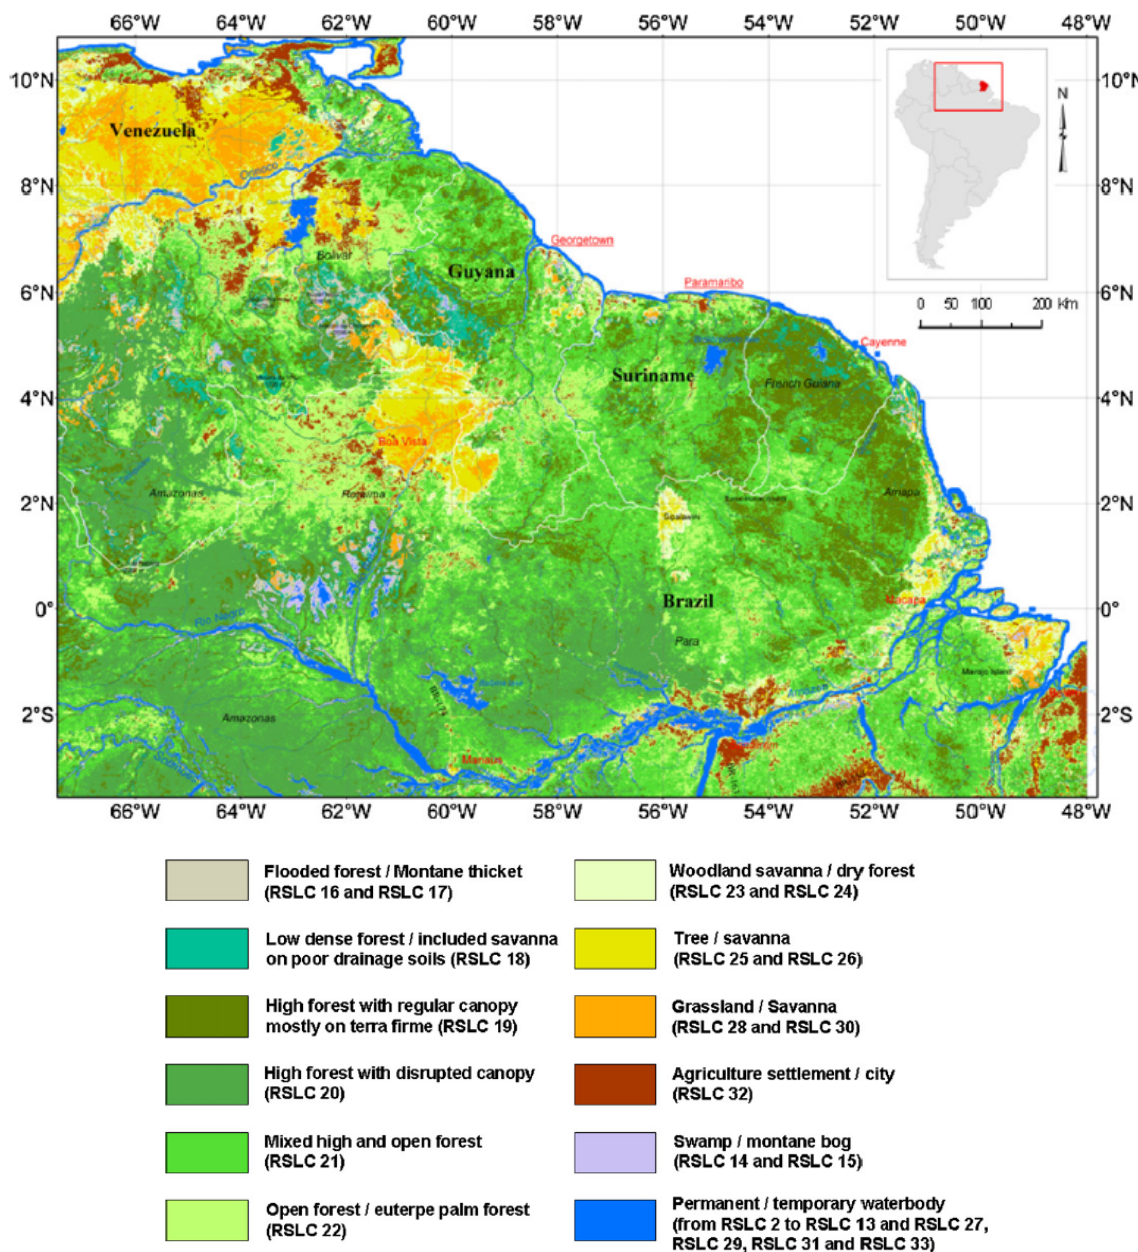 66°W 64°W 62°W 60°W 58°W 56°W 54°W 52°W 50°W 48°W
10°N 10°N
N
Venezuela
8°N 8°N
Orinoco
Georgetown
Bolivar
Guyana
Paramaribo
6°N 6°N
0 50 100 200 Km
Cayenne
Suriname
French Guiana
4°N 4°N
Boa Vista
Amazonas
Roraima
Amapa
2°N 2°N
Sipaliwini
Brazil
Macapa
0° 0°
Rio Negro
Para
Marajo Island
Amazonas
2°S 2°S
Manaus
66°W 64°W 62°W 60°W 58°W 56°W 54°W 52°W 50°W 48°W
Flooded forest / Montane thicket
(RSLC 16 and RSLC 17)
Low dense forest / included savanna
on poor drainage soils (RSLC 18)
High forest with regular canopy
mostly on terra firme (RSLC 19)
High forest with disrupted canopy
(RSLC 20)
Mixed high and open forest
(RSLC 21)
Open forest / euterpe palm forest
(RSLC 22)
Woodland savanna / dry forest
(RSLC 23 and RSLC 24)
Tree / savanna
(RSLC 25 and RSLC 26)
Grassland / Savanna
(RSLC 28 and RSLC 30)
Agriculture settlement / city
(RSLC 32)
Swamp / montane bog
(RSLC 14 and RSLC 15)
Permanent / temporary waterbody
(from RSLC 2 to RSLC 13 and RSLC 27,
RSLC 29, RSLC 31 and RSLC 33)